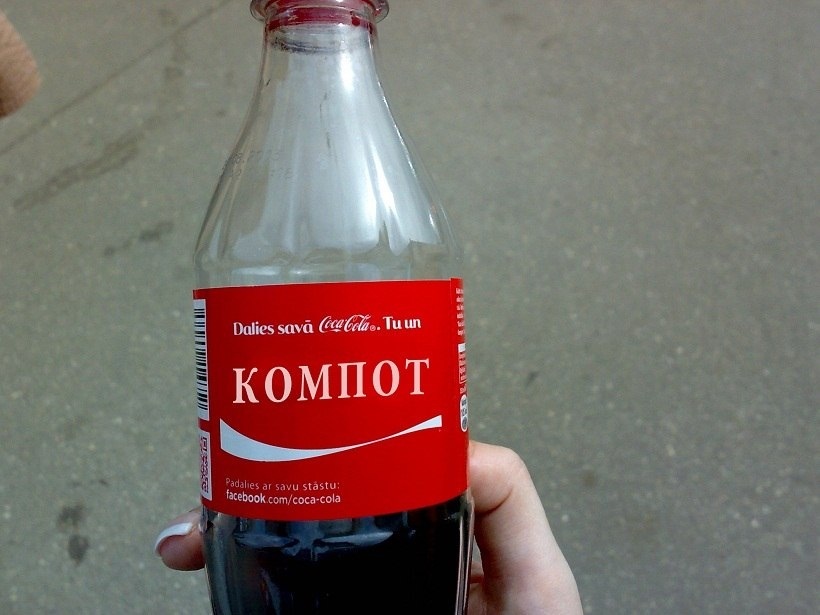 Dalies savā Coca-Cola®. Tu un
КОМПОТ
Padalies ar savu stāstu:
facebook.com/coca-cola